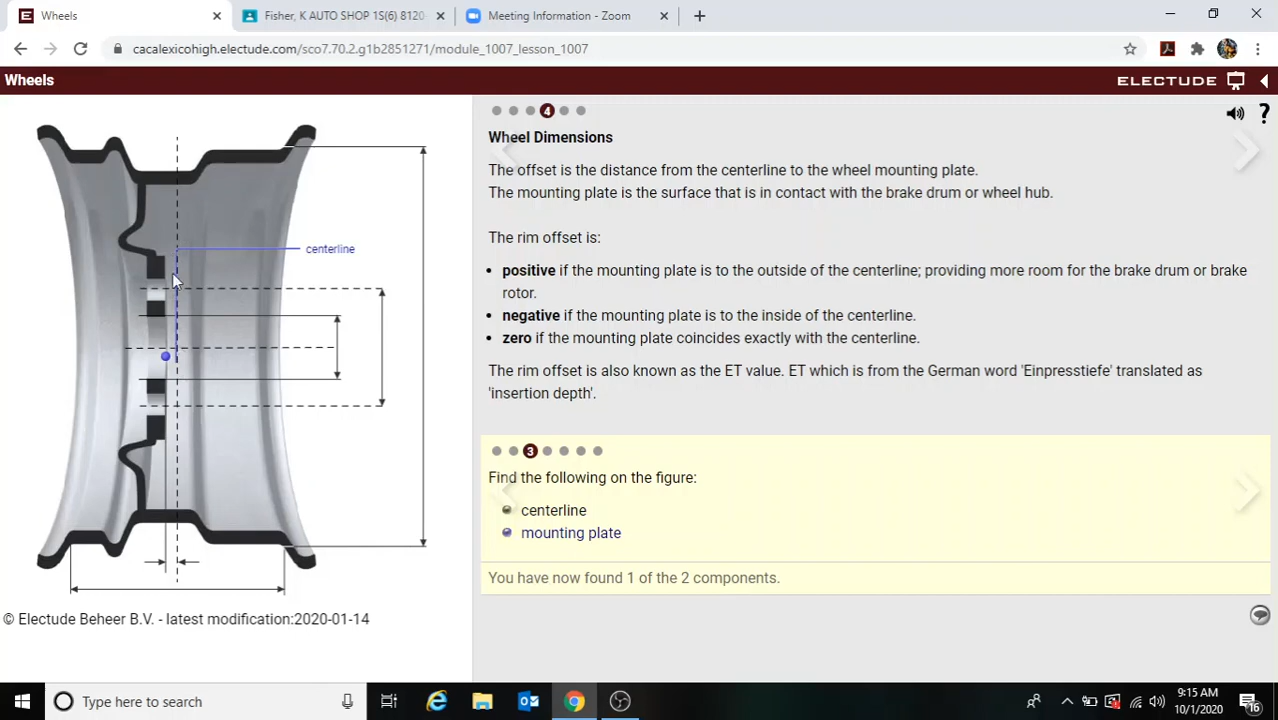 Wheels
Fisher, K AUTO SHOP 1S(6) 8120
Meeting Information - Zoom
cacalexicohigh.electude.com/sco7.70.2.g1b2851271/module_1007_lesson_1007
Wheels
ELECTUDE
4
Wheel Dimensions
The offset is the distance from the centerline to the wheel mounting plate.
The mounting plate is the surface that is in contact with the brake drum or wheel hub.
The rim offset is:
• positive if the mounting plate is to the outside of the centerline; providing more room for the brake drum or brake
rotor.
• negative if the mounting plate is to the inside of the centerline.
• zero if the mounting plate coincides exactly with the centerline.
The rim offset is also known as the ET value. ET which is from the German word 'Einpresstiefe' translated as
'insertion depth'.
3
Find the following on the figure:
centerline
mounting plate
You have now found 1 of the 2 components.
centerline
© Electude Beheer B.V. - latest modification:2020-01-14
Type here to search
9:15 AM
10/1/2020
16